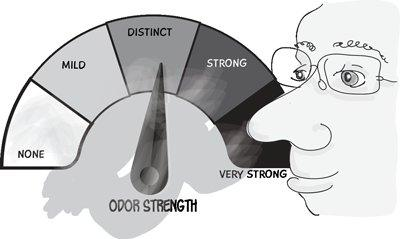 DISTINCT
MILD
STRONG
NONE
VERY STRONG
ODOR STRENGTH